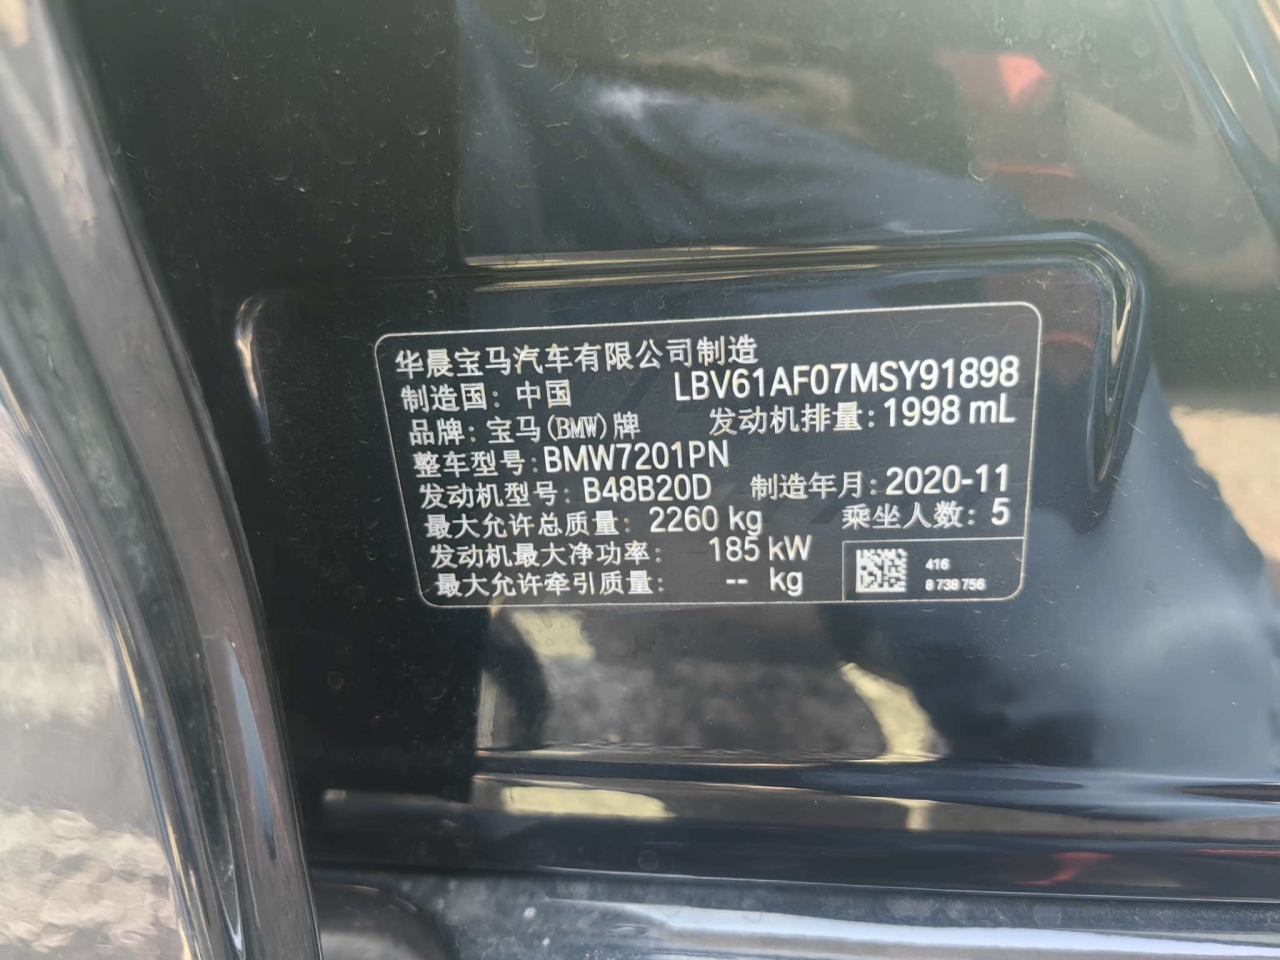 华晨宝马汽车有限公司制造
制造国：中国 LBV61AF07MSY91898
品牌：宝马(BMW)牌 发动机排量：1998 mL
整车型号：BMW7201PN
发动机型号：B48B20D 制造年月：2020-11
最大允许总质量：2260 kg 乘坐人数：5
发动机最大净功率：185 kW
最大允许牵引质量：-- kg
416
8 738 756